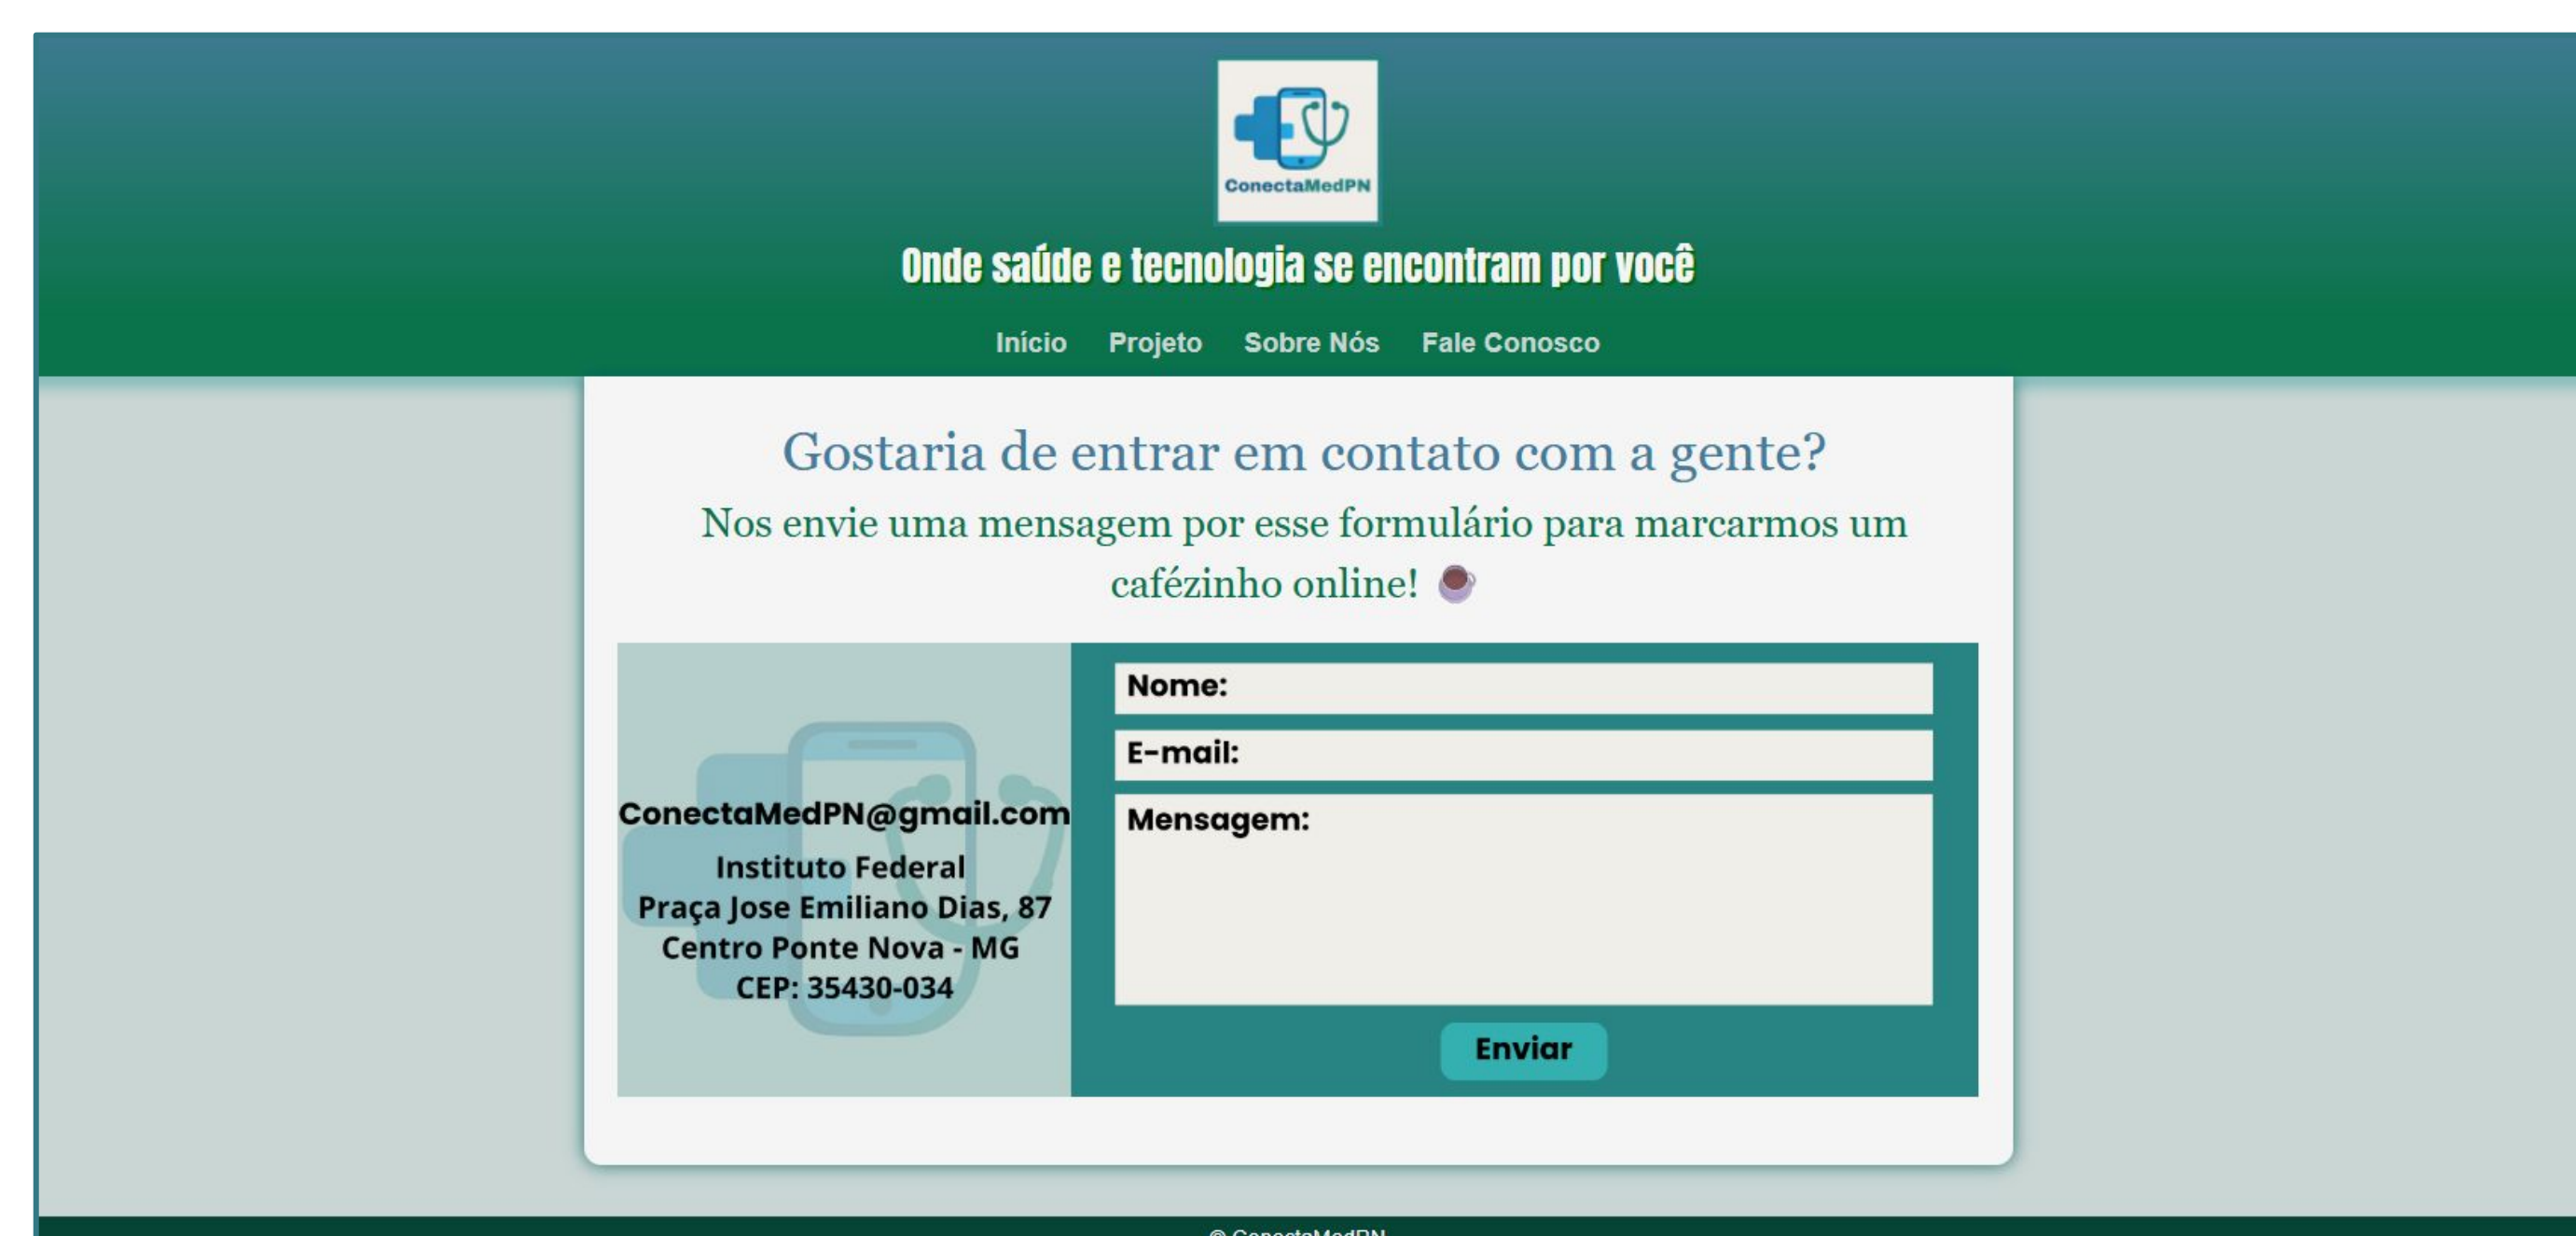 ConectaMedPN
Onde saúde e tecnologia se encontram por você
Início Projeto Sobre Nós Fale Conosco
Gostaria de entrar em contato com a gente?
Nos envie uma mensagem por esse formulário para marcarmos um
cafézinho online!
ConectaMedPN@gmail.com
Instituto Federal
Praça Jose Emiliano Dias, 87
Centro Ponte Nova - MG
CEP: 35430-034
Nome:
E-mail:
Mensagem:
Enviar
© ConectaMedPN